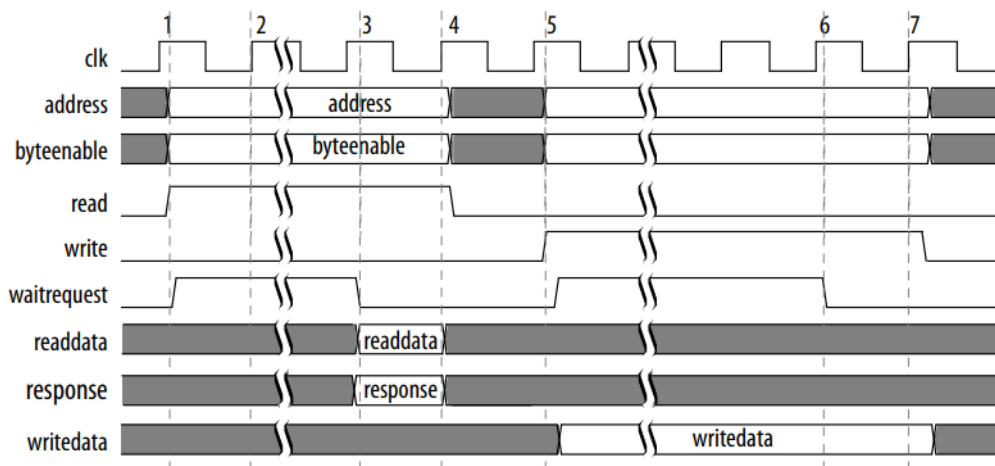 1 2 3 4 5 6 7
clk
address address
byteenable byteenable
read
write
waitrequest
readdata readdata
response response
writedata writedata